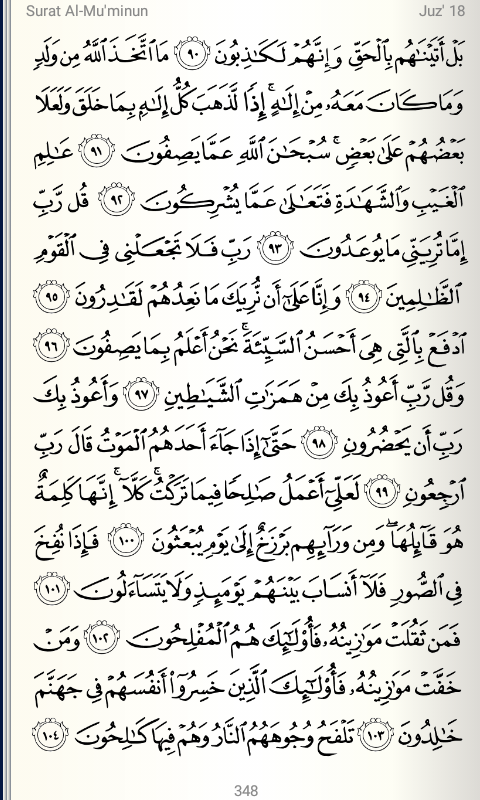 Surat Al-Mu'minun Juz' 18
بَلْ أَتَيْنَٰهُم بِٱلْحَقِّ وَإِنَّهُمْ لَكَٰذِبُونَ ٩٠ مَا ٱتَّخَذَ ٱللَّهُ مِن وَلَدٍ
وَمَا كَانَ مَعَهُۥ مِنْ إِلَٰهٍ ۚ إِذًا لَّذَهَبَ كُلُّ إِلَٰهٍۭ بِمَا خَلَقَ وَلَعَلَا
بَعْضُهُمْ عَلَىٰ بَعْضٍ ۚ سُبْحَٰنَ ٱللَّهِ عَمَّا يَصِفُونَ ٩١ عَٰلِمِ
ٱلْغَيْبِ وَٱلشَّهَٰدَةِ فَتَعَٰلَىٰ عَمَّا يُشْرِكُونَ ٩٢ قُل رَّبِّ
إِمَّا تُرِيَنِّى مَا يُوعَدُونَ ٩٣ رَبِّ فَلَا تَجْعَلْنِى فِى ٱلْقَوْمِ
ٱلظَّٰلِمِينَ ٩٤ وَإِنَّا عَلَىٰٓ أَن نُّرِيَكَ مَا نَعِدُهُمْ لَقَٰدِرُونَ ٩٥
ٱدْفَعْ بِٱلَّتِى هِىَ أَحْسَنُ ٱلسَّيِّئَةَ ۚ نَحْنُ أَعْلَمُ بِمَا يَصِفُونَ ٩٦
وَقُل رَّبِّ أَعُوذُ بِكَ مِنْ هَمَزَٰتِ ٱلشَّيَٰطِينِ ٩٧ وَأَعُوذُ بِكَ
رَبِّ أَن يَحْضُرُونِ ٩٨ حَتَّىٰٓ إِذَا جَآءَ أَحَدَهُمُ ٱلْمَوْتُ قَالَ رَبِّ
ٱرْجِعُونِ ٩٩ لَعَلِّىٓ أَعْمَلُ صَٰلِحًا فِيمَا تَرَكْتُ ۚ كَلَّآ ۚ إِنَّهَا كَلِمَةٌ
هُوَ قَآئِلُهَا ۖ وَمِن وَرَآئِهِم بَرْزَخٌ إِلَىٰ يَوْمِ يُبْعَثُونَ ١٠٠ فَإِذَا نُفِخَ
فِى ٱلصُّورِ فَلَآ أَنسَابَ بَيْنَهُمْ يَوْمَئِذٍ وَلَا يَتَسَآءَلُونَ ١٠١
فَمَن ثَقُلَتْ مَوَٰزِينُهُۥ فَأُو۟لَٰٓئِكَ هُمُ ٱلْمُفْلِحُونَ ١٠٢ وَمَنْ
خَفَّتْ مَوَٰزِينُهُۥ فَأُو۟لَٰٓئِكَ ٱلَّذِينَ خَسِرُوٓا۟ أَنفُسَهُمْ فِى جَهَنَّمَ
خَٰلِدُونَ ١٠٣ تَلْفَحُ وُجُوهَهُمُ ٱلنَّارُ وَهُمْ فِيهَا كَٰلِحُونَ ١٠٤
348